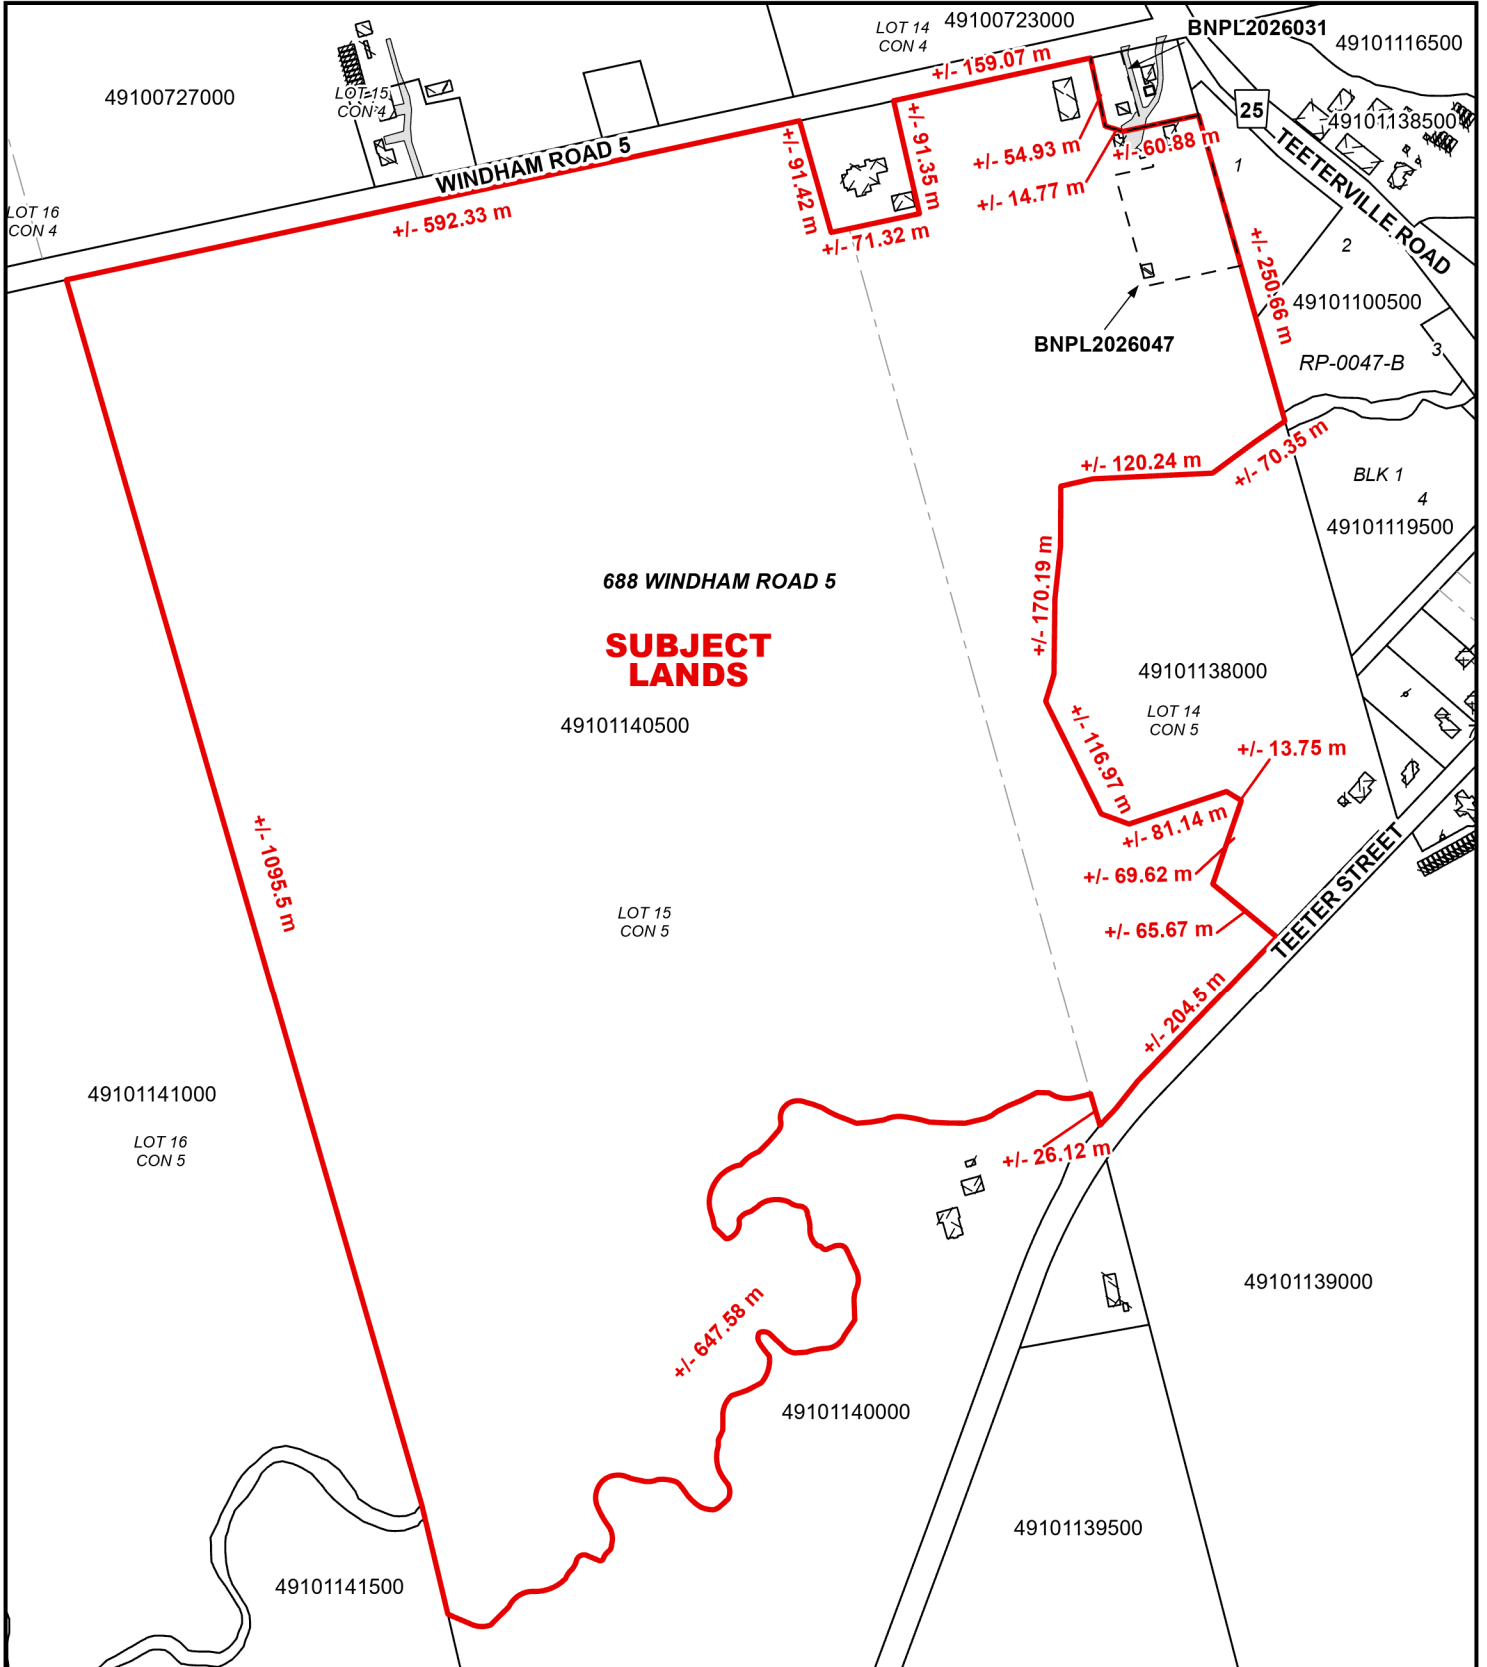 LOT 14
CON 4
49100723000
BNPL2026031
49101116500
49100727000
LOT 15
CON 4
+/- 159.07 m
25
49101138500
WINDHAM ROAD 5
+/- 91.42 m
+/- 91.35 m
+/- 54.93 m
+/- 60.88 m
+/- 14.77 m
1
TEETERVILLE ROAD
LOT 16
CON 4
+/- 592.33 m
+/- 71.32 m
+/- 250.66 m
2
49101100500
BNPL2026047
RP-0047-B
3
+/- 120.24 m
+/- 70.35 m
BLK 1
4
49101119500
688 WINDHAM ROAD 5
SUBJECT
LANDS
49101140500
+/- 170.19 m
49101138000
LOT 14
CON 5
+/- 116.97 m
+/- 13.75 m
+/- 81.14 m
+/- 69.62 m
+/- 65.67 m
TEETER STREET
+/- 1095.5 m
LOT 15
CON 5
+/- 204.5 m
49101141000
LOT 16
CON 5
+/- 26.12 m
49101139000
+/- 647.58 m
49101140000
49101139500
49101141500